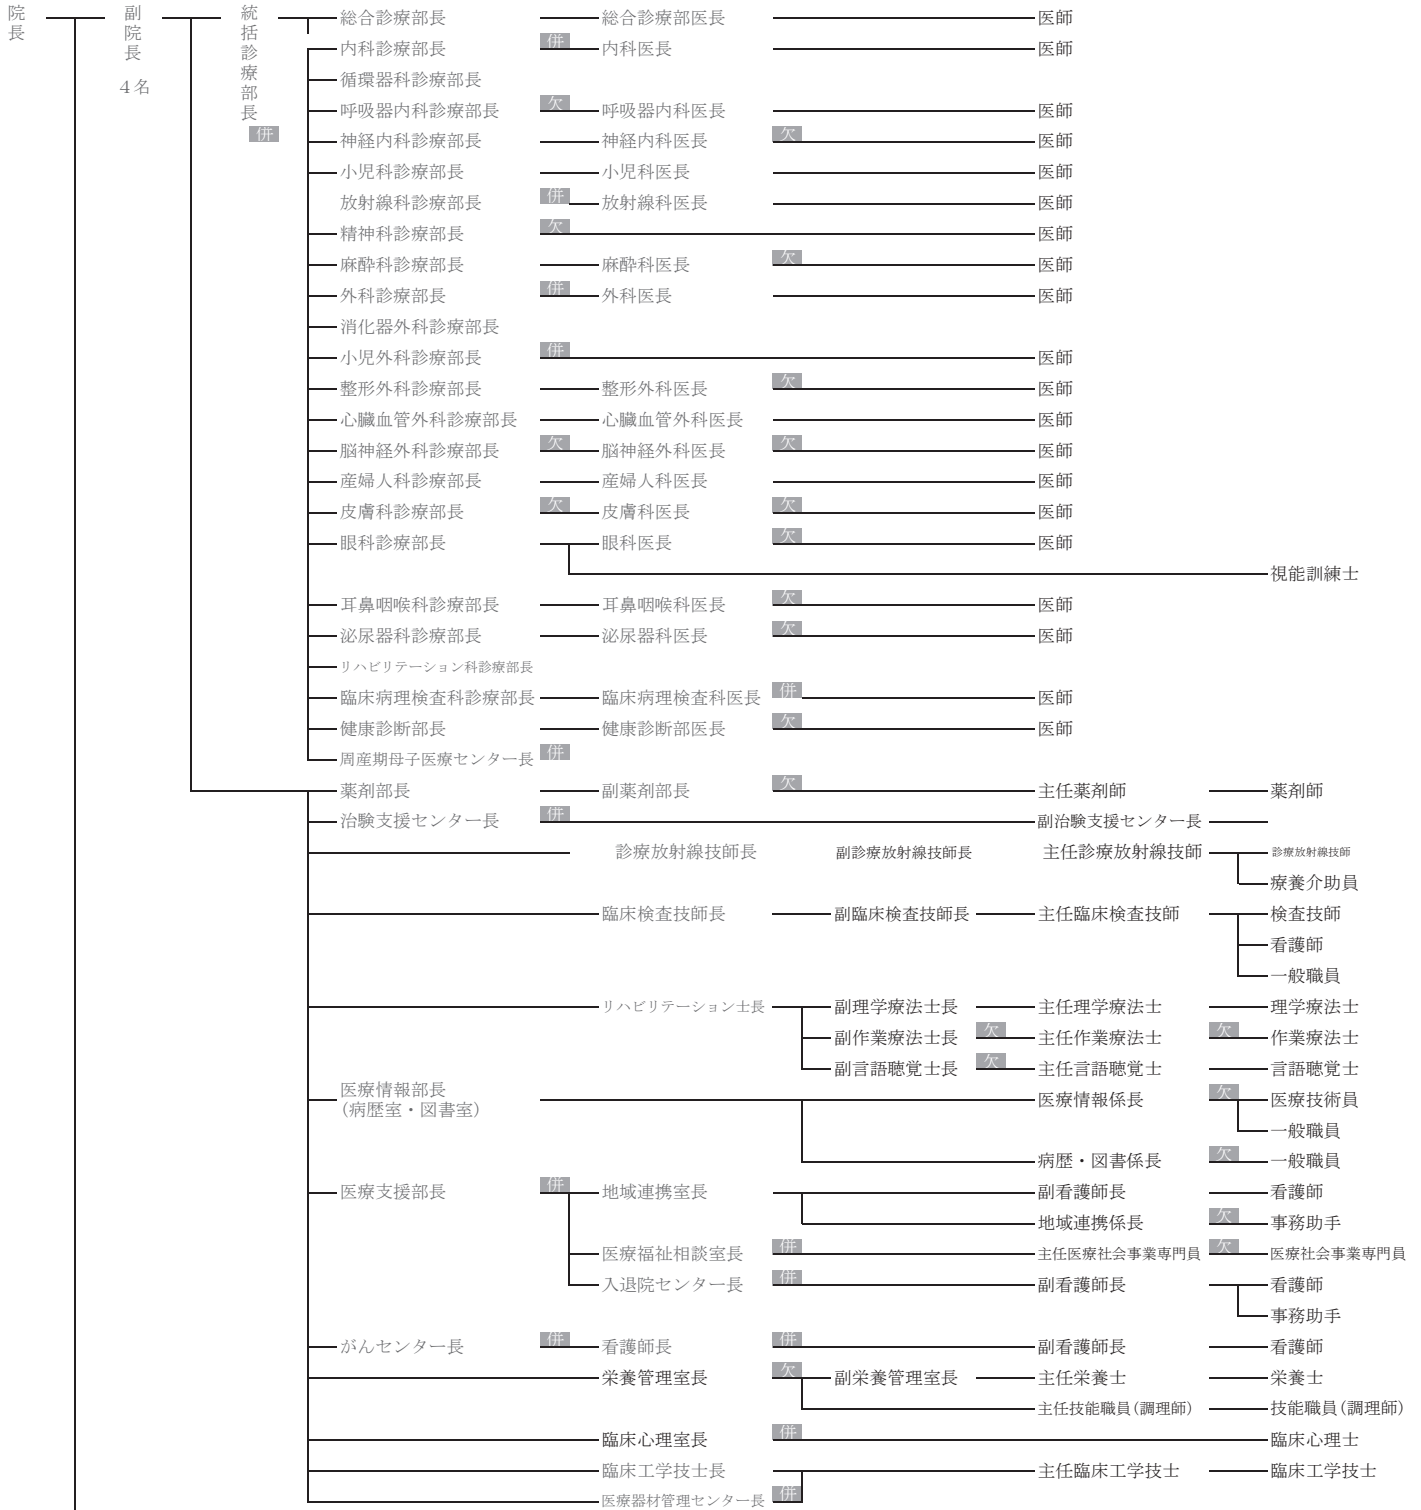 院長 副院長 統括診療部長 総合診療部長 総合診療部医長 医師
４名
併
内科診療部長 併 内科医長 医師
循環器科診療部長
呼吸器内科診療部長 欠 呼吸器内科医長 医師
神経内科診療部長 神経内科医長 欠 医師
小児科診療部長 小児科医長 医師
放射線科診療部長 併 放射線科医長 医師
精神科診療部長 欠 医師
麻酔科診療部長 麻酔科医長 欠 医師
外科診療部長 併 外科医長 医師
消化器外科診療部長
小児外科診療部長 併 医師
整形外科診療部長 整形外科医長 欠 医師
心臓血管外科診療部長 心臓血管外科医長 医師
脳神経外科診療部長 欠 脳神経外科医長 欠 医師
産婦人科診療部長 産婦人科医長 医師
皮膚科診療部長 欠 皮膚科医長 欠 医師
眼科診療部長 眼科医長 欠 医師
視能訓練士
耳鼻咽喉科診療部長 耳鼻咽喉科医長 欠 医師
泌尿器科診療部長 泌尿器科医長 欠 医師
リハビリテーション科診療部長
臨床病理検査科診療部長 臨床病理検査科医長 併 医師
健康診断部長 健康診断部医長 欠 医師
周産期母子医療センター長 併
薬剤部長 副薬剤部長 欠 主任薬剤師 薬剤師
治験支援センター長 併 副治験支援センター長
診療放射線技師長 副診療放射線技師長 主任診療放射線技師 診療放射線技師
療養介助員
臨床検査技師長 副臨床検査技師長 主任臨床検査技師 検査技師
看護師
一般職員
リハビリテーション士長 副理学療法士長 主任理学療法士 理学療法士
副作業療法士長 欠 主任作業療法士 欠 作業療法士
副言語聴覚士長 欠 主任言語聴覚士 言語聴覚士
医療情報部長 医療情報係長 欠 医療技術員
(病歴室・図書室)
一般職員
病歴・図書係長 欠 一般職員
医療支援部長 併 地域連携室長 副看護師長 看護師
地域連携係長 欠 事務助手
医療福祉相談室長 併 主任医療社会事業専門員 欠 医療社会事業専門員
入退院センター長 併 副看護師長 看護師
事務助手
がんセンター長 併 看護師長 併 副看護師長 看護師
栄養管理室長 欠 副栄養管理室長 主任栄養士 栄養士
主任技能職員(調理師) 技能職員(調理師)
臨床心理室長 併 臨床心理士
臨床工学技士長 主任臨床工学技士 臨床工学技士
医療器材管理センター長 併